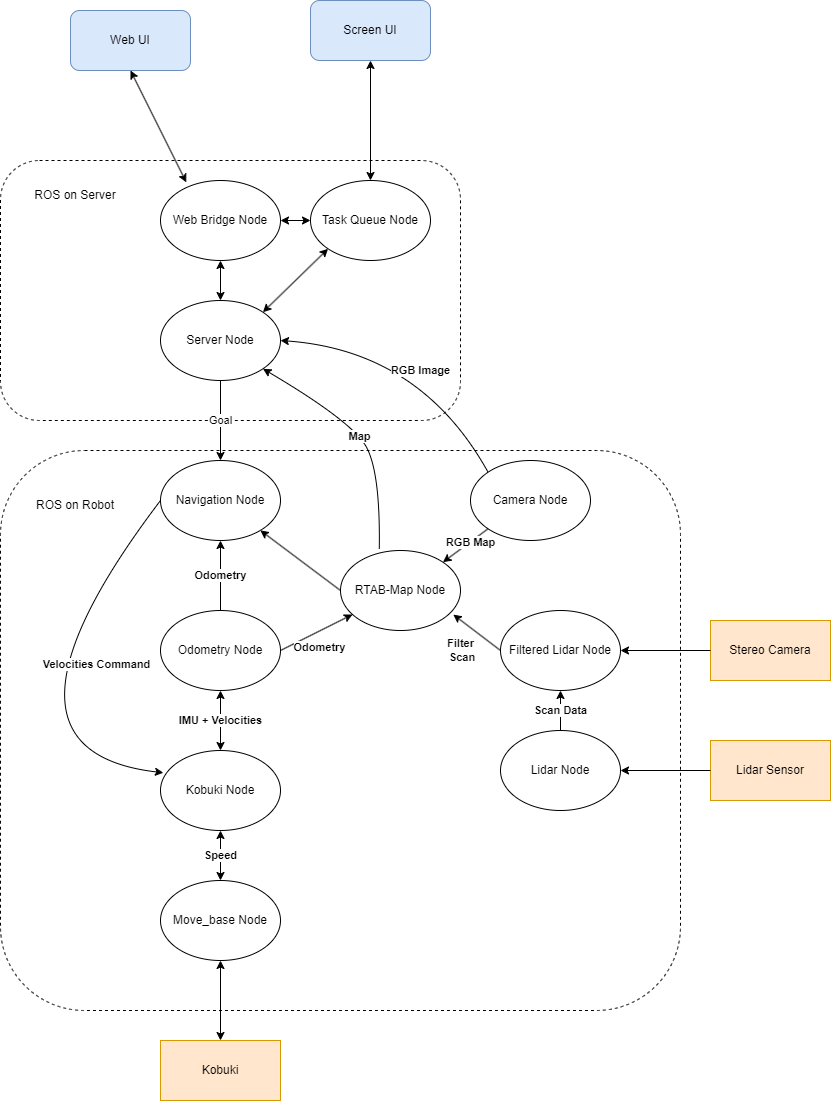 Web UI
Screen UI
ROS on Server
Web Bridge Node
Task Queue Node
Server Node
RGB Image
Goal
Map
ROS on Robot
Navigation Node
Camera Node
RGB Map
Odometry
RTAB-Map Node
Odometry Node
Odometry
Filter
Scan
Filtered Lidar Node
Stereo Camera
Velocities Command
IMU + Velocities
Scan Data
Kobuki Node
Lidar Node
Lidar Sensor
Speed
Move_base Node
Kobuki